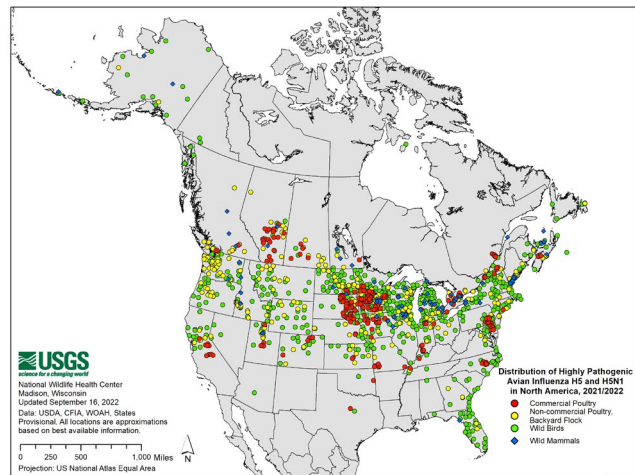 USGS
science for a changing world
National Wildlife Health Center
Madison, Wisconsin
Updated September 16, 2022
Data: USDA, CFIA, WOAH, States
Provisional. All locations are approximations
based on best available information.
0 500 1,000 Miles
N
Projection: US National Atlas Equal Area
Distribution of Highly Pathogenic
Avian Influenza H5 and H5N1
in North America, 2021/2022
Commercial Poultry
Non-commercial Poultry,
Backyard Flock
Wild Birds
Wild Mammals